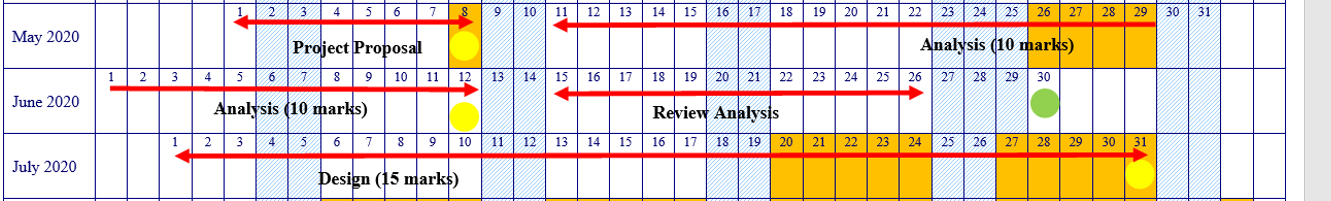 1 2 3 4 5 6 7 8 9 10 11 12 13 14 15 16 17 18 19 20 21 22 23 24 25 26 27 28 29 30 31
May 2020
Project Proposal Analysis (10 marks)
1 2 3 4 5 6 7 8 9 10 11 12 13 14 15 16 17 18 19 20 21 22 23 24 25 26 27 28 29 30
June 2020
Analysis (10 marks) Review Analysis
1 2 3 4 5 6 7 8 9 10 11 12 13 14 15 16 17 18 19 20 21 22 23 24 25 26 27 28 29 30 31
July 2020
Design (15 marks)